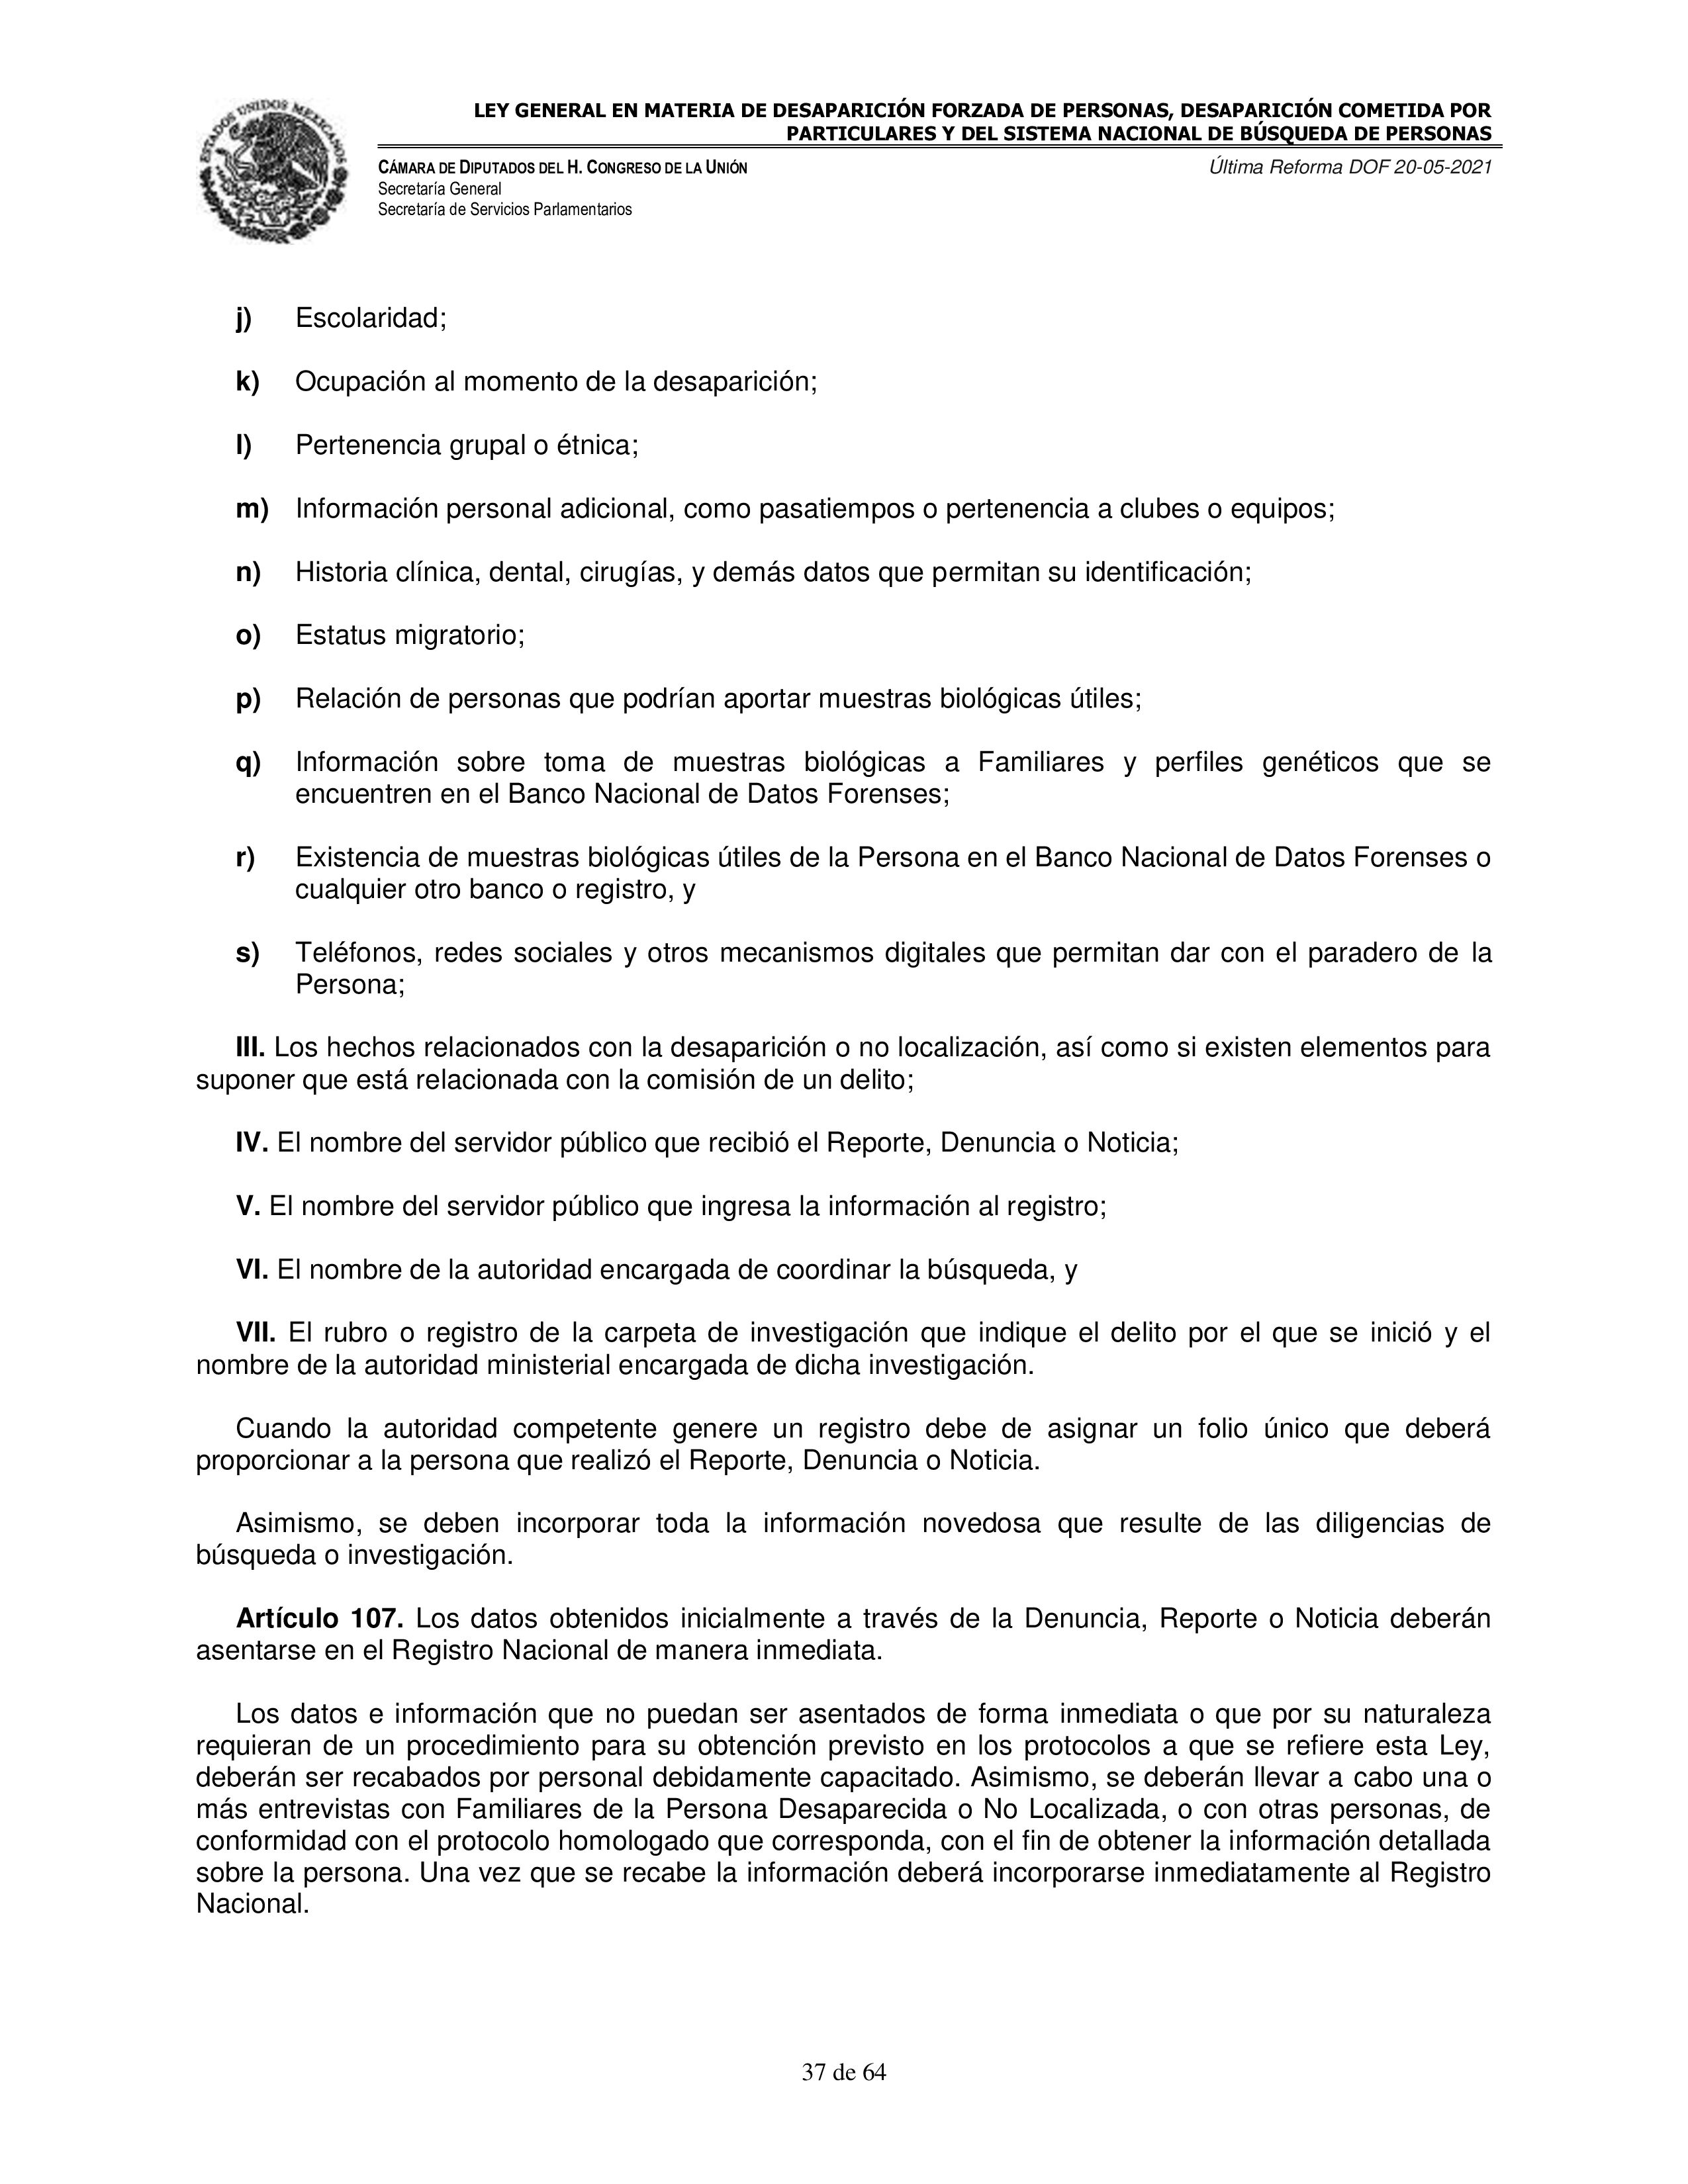 ESTADOS UNIDOS MEXICANOS
LEY GENERAL EN MATERIA DE DESAPARICIÓN FORZADA DE PERSONAS, DESAPARICIÓN COMETIDA POR
PARTICULARES Y DEL SISTEMA NACIONAL DE BÚSQUEDA DE PERSONAS
CÁMARA DE DIPUTADOS DEL H. CONGRESO DE LA UNIÓN
Última Reforma DOF 20-05-2021
Secretaría General
Secretaría de Servicios Parlamentarios
j) Escolaridad;
k) Ocupación al momento de la desaparición;
l) Pertenencia grupal o étnica;
m) Información personal adicional, como pasatiempos o pertenencia a clubes o equipos;
n) Historia clínica, dental, cirugías, y demás datos que permitan su identificación;
o) Estatus migratorio;
p) Relación de personas que podrían aportar muestras biológicas útiles;
q) Información sobre toma de muestras biológicas a Familiares y perfiles genéticos que se
encuentren en el Banco Nacional de Datos Forenses;
r) Existencia de muestras biológicas útiles de la Persona en el Banco Nacional de Datos Forenses o
cualquier otro banco o registro, y
s) Teléfonos, redes sociales y otros mecanismos digitales que permitan dar con el paradero de la
Persona;
III. Los hechos relacionados con la desaparición o no localización, así como si existen elementos para
suponer que está relacionada con la comisión de un delito;
IV. El nombre del servidor público que recibió el Reporte, Denuncia o Noticia;
V. El nombre del servidor público que ingresa la información al registro;
VI. El nombre de la autoridad encargada de coordinar la búsqueda, y
VII. El rubro o registro de la carpeta de investigación que indique el delito por el que se inició y el
nombre de la autoridad ministerial encargada de dicha investigación.
Cuando la autoridad competente genere un registro debe de asignar un folio único que deberá
proporcionar a la persona que realizó el Reporte, Denuncia o Noticia.
Asimismo, se deben incorporar toda la información novedosa que resulte de las diligencias de
búsqueda o investigación.
Artículo 107. Los datos obtenidos inicialmente a través de la Denuncia, Reporte o Noticia deberán
asentarse en el Registro Nacional de manera inmediata.
Los datos e información que no puedan ser asentados de forma inmediata o que por su naturaleza
requieran de un procedimiento para su obtención previsto en los protocolos a que se refiere esta Ley,
deberán ser recabados por personal debidamente capacitado. Asimismo, se deberán llevar a cabo una o
más entrevistas con Familiares de la Persona Desaparecida o No Localizada, o con otras personas, de
conformidad con el protocolo homologado que corresponda, con el fin de obtener la información detallada
sobre la persona. Una vez que se recabe la información deberá incorporarse inmediatamente al Registro
Nacional.
37 de 64